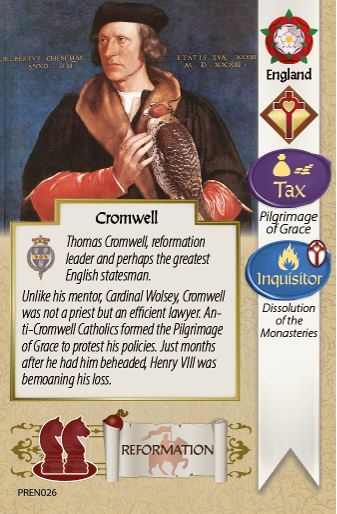 ROBERTVS CHESEMAN
ETATIS SVÆ XLVIII
ANNO DM
M D XXXIII
England
Tax
Pilgrimage
of Grace
Inquisitor
Dissolution
of the
Monasteries
Cromwell
Thomas Cromwell, reformation
leader and perhaps the greatest
English statesman.
Unlike his mentor, Cardinal Wolsey, Cromwell
was not a priest but an efficient lawyer. An-
ti-Cromwell Catholics formed the Pilgrimage
of Grace to protest his policies. Just months
after he had him beheaded, Henry VIII was
bemoaning his loss.
REFORMATION
PREN026